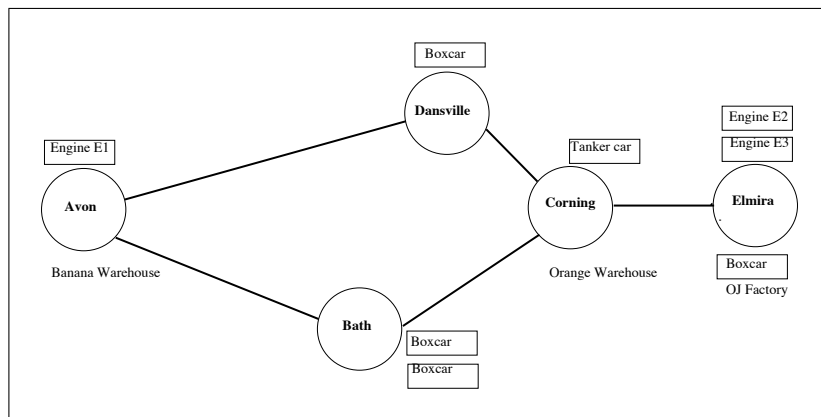 Boxcar
Dansville
Engine E2
Engine E3
Engine E1
Tanker car
Avon
Corning
Elmira
Banana Warehouse
Orange Warehouse
Boxcar
OJ Factory
Bath
Boxcar
Boxcar